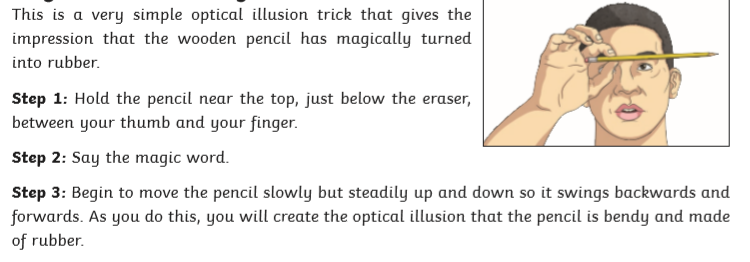 This is a very simple optical illusion trick that gives the
impression that the wooden pencil has magically turned
into rubber.
Step 1: Hold the pencil near the top, just below the eraser,
between your thumb and your finger.
Step 2: Say the magic word.
Step 3: Begin to move the pencil slowly but steadily up and down so it swings backwards and
forwards. As you do this, you will create the optical illusion that the pencil is bendy and made
of rubber.